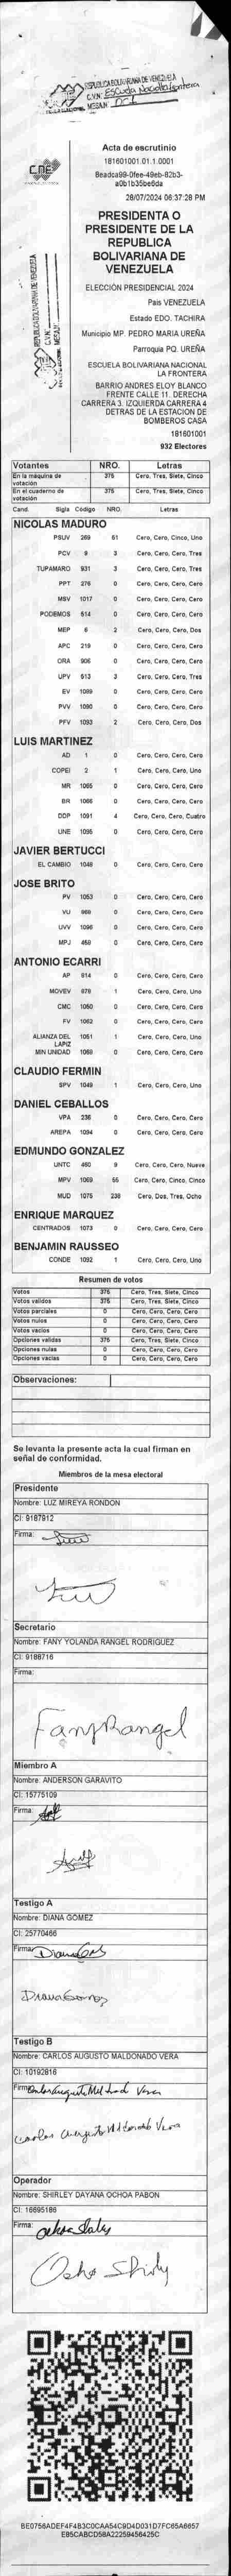 REPUBLICA BOLIVARIANA DE VENEZUELA
C.V.N: Escuela Nacional la frontera
MESA N: 001
CNE
REPUBLICA BOLIVARIANA DE VENEZUELA
C.V.N:
MESA N:
Acta de escrutinio
181601001.01.1.0001
8eadca99-0fee-49eb-82b3-
a0b1b35be6da
28/07/2024 06:37:28 PM
PRESIDENTA O
PRESIDENTE DE LA
REPUBLICA
BOLIVARIANA DE
VENEZUELA
ELECCIÓN PRESIDENCIAL 2024
Pais VENEZUELA
Estado EDO. TACHIRA
Municipio MP. PEDRO MARIA UREÑA
Parroquia PQ. UREÑA
ESCUELA BOLIVARIANA NACIONAL
LA FRONTERA
BARRIO ANDRES ELOY BLANCO
FRENTE CALLE 11. DERECHA
CARRERA 3. IZQUIERDA CARRERA 4
DETRAS DE LA ESTACION DE
BOMBEROS CASA
181601001
932 Electores
Votantes NRO. Letras
En la máquina de votación 375 Cero, Tres, Siete, Cinco
En el cuaderno de votación 375 Cero, Tres, Siete, Cinco
Cand. Sigla Código NRO. Letras
NICOLAS MADURO
PSUV 269 51 Cero, Cero, Cinco, Uno
PCV 9 3 Cero, Cero, Cero, Tres
TUPAMARO 931 3 Cero, Cero, Cero, Tres
PPT 276 0 Cero, Cero, Cero, Cero
MSV 1017 0 Cero, Cero, Cero, Cero
PODEMOS 514 0 Cero, Cero, Cero, Cero
MEP 6 2 Cero, Cero, Cero, Dos
APC 219 0 Cero, Cero, Cero, Cero
ORA 906 0 Cero, Cero, Cero, Cero
UPV 613 3 Cero, Cero, Cero, Tres
EV 1089 0 Cero, Cero, Cero, Cero
PVV 1090 0 Cero, Cero, Cero, Cero
PFV 1093 2 Cero, Cero, Cero, Dos
LUIS MARTINEZ
AD 1 0 Cero, Cero, Cero, Cero
COPEI 2 1 Cero, Cero, Cero, Uno
MR 1065 0 Cero, Cero, Cero, Cero
BR 1066 0 Cero, Cero, Cero, Cero
DDP 1091 4 Cero, Cero, Cero, Cuatro
UNE 1095 0 Cero, Cero, Cero, Cero
JAVIER BERTUCCI
EL CAMBIO 1048 0 Cero, Cero, Cero, Cero
JOSE BRITO
PV 1053 0 Cero, Cero, Cero, Cero
VU 868 0 Cero, Cero, Cero, Cero
UVV 1096 0 Cero, Cero, Cero, Cero
MPJ 458 0 Cero, Cero, Cero, Cero
ANTONIO ECARRI
AP 814 0 Cero, Cero, Cero, Cero
MOVEV 878 1 Cero, Cero, Cero, Uno
CMC 1050 0 Cero, Cero, Cero, Cero
FV 1062 0 Cero, Cero, Cero, Cero
ALIANZA DEL LAPIZ 1051 1 Cero, Cero, Cero, Uno
MIN UNIDAD 1069 0 Cero, Cero, Cero, Cero
CLAUDIO FERMIN
SPV 1049 1 Cero, Cero, Cero, Uno
DANIEL CEBALLOS
VPA 236 0 Cero, Cero, Cero, Cero
AREPA 1094 0 Cero, Cero, Cero, Cero
EDMUNDO GONZALEZ
UNTC 480 9 Cero, Cero, Cero, Nueve
MPV 1069 55 Cero, Cero, Cinco, Cinco
MUD 1075 238 Cero, Dos, Tres, Ocho
ENRIQUE MARQUEZ
CENTRADOS 1073 0 Cero, Cero, Cero, Cero
BENJAMIN RAUSSEO
CONDE 1092 1 Cero, Cero, Cero, Uno
Resumen de votos
Votos 375 Cero, Tres, Siete, Cinco
Votos validos 375 Cero, Tres, Siete, Cinco
Votos parciales 0 Cero, Cero, Cero, Cero
Votos nulos 0 Cero, Cero, Cero, Cero
Votos vacios 0 Cero, Cero, Cero, Cero
Opciones validas 375 Cero, Tres, Siete, Cinco
Opciones nulas 0 Cero, Cero, Cero, Cero
Opciones vacias 0 Cero, Cero, Cero, Cero
Observaciones:
Se levanta la presente acta la cual firman en
señal de conformidad.
Miembros de la mesa electoral
Presidente
Nombre: LUZ MIREYA RONDON
CI: 9187912
Firma:
Secretario
Nombre: FANY YOLANDA RANGEL RODRIGUEZ
CI: 9188716
Firma:
Fany Rangel
Miembro A
Nombre: ANDERSON GARAVITO
CI: 15775109
Firma:
Testigo A
Nombre: DIANA GOMEZ
CI: 25770466
Firma:
Diana Gomez
Testigo B
Nombre: CARLOS AUGUSTO MALDONADO VERA
CI: 10192816
Firma: Carlos Augusto Maldonado Vera
Carlos Augusto Maldonado Vera
Operador
Nombre: SHIRLEY DAYANA OCHOA PABON
CI: 16695186
Firma: Ochoa
Ocho Shirly
BE0756ADEF4F4B3C0CAA54C9D4D031D7FC65A6657
E85CABCD58A22259456425C